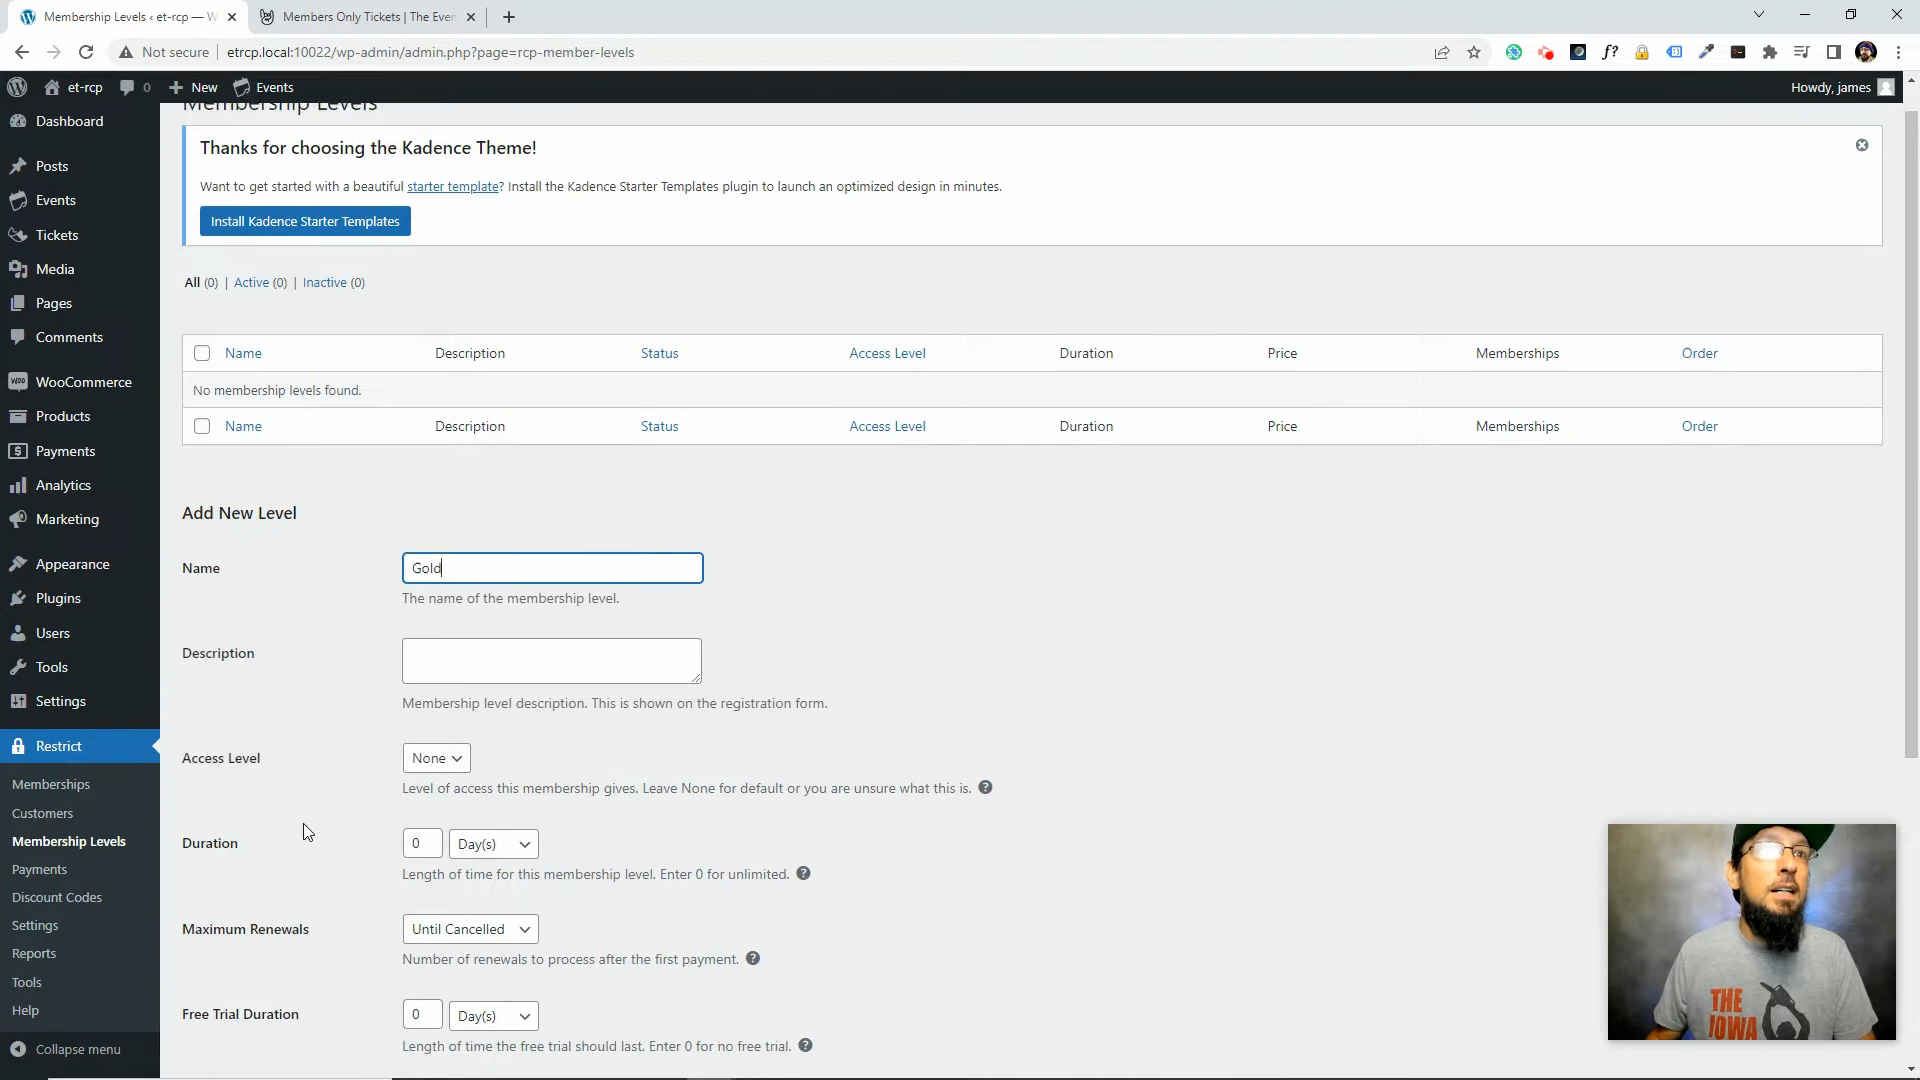 Membership Levels ‹ et-rcp — W
Members Only Tickets | The Even
Not secure
etrcp.local:10022/wp-admin/admin.php?page=rcp-member-levels
f?
et-rcp
0
New
Events
Howdy, james
Dashboard
Posts
Events
Tickets
Media
Pages
Comments
WooCommerce
Products
Payments
Analytics
Marketing
Appearance
Plugins
Users
Tools
Settings
Restrict
Memberships
Customers
Membership Levels
Payments
Discount Codes
Settings
Reports
Tools
Help
Collapse menu
Membership Levels
Thanks for choosing the Kadence Theme!
Want to get started with a beautiful starter template? Install the Kadence Starter Templates plugin to launch an optimized design in minutes.
Install Kadence Starter Templates
All (0) | Active (0) | Inactive (0)
Name Description Status Access Level Duration Price Memberships Order
No membership levels found.
Name Description Status Access Level Duration Price Memberships Order
Add New Level
Name Gold
The name of the membership level.
Description
Membership level description. This is shown on the registration form.
Access Level None
Level of access this membership gives. Leave None for default or you are unsure what this is. ?
Duration 0 Day(s)
Length of time for this membership level. Enter 0 for unlimited. ?
Maximum Renewals Until Cancelled
Number of renewals to process after the first payment. ?
Free Trial Duration 0 Day(s)
Length of time the free trial should last. Enter 0 for no free trial. ?
THE
IOWA